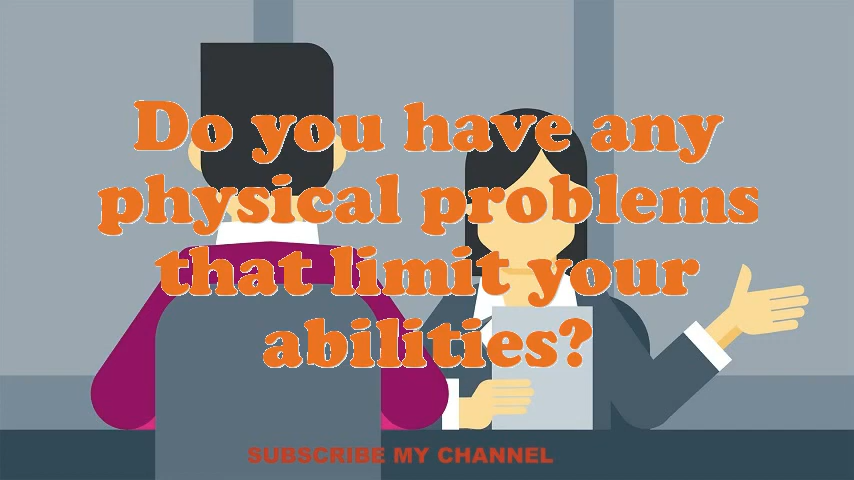 Do you have any
physical problems
that limit your
abilities?
SUBSCRIBE MY CHANNEL